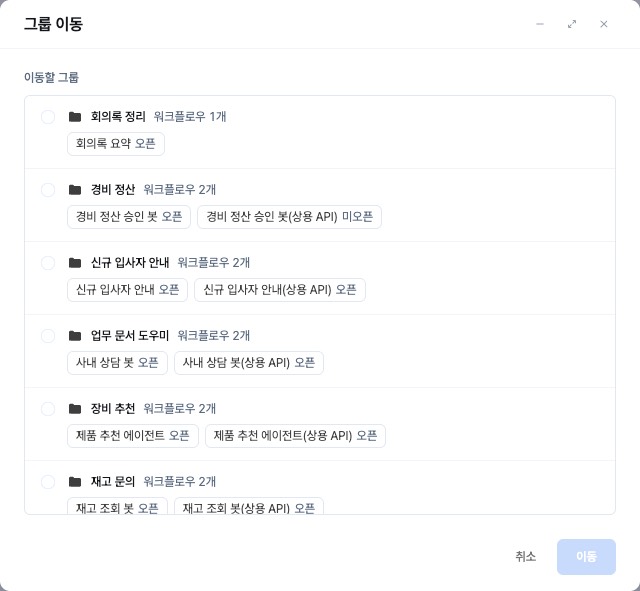 그룹 이동
이동할 그룹
회의록 정리 워크플로우 1개
회의록 요약 오픈
경비 정산 워크플로우 2개
경비 정산 승인 봇 오픈 경비 정산 승인 봇(상용 API) 미오픈
신규 입사자 안내 워크플로우 2개
신규 입사자 안내 오픈 신규 입사자 안내(상용 API) 오픈
업무 문서 도우미 워크플로우 2개
사내 상담 봇 오픈 사내 상담 봇(상용 API) 오픈
장비 추천 워크플로우 2개
제품 추천 에이전트 오픈 제품 추천 에이전트(상용 API) 오픈
재고 문의 워크플로우 2개
재고 조회 봇 오픈 재고 조회 봇(상용 API) 오픈
취소 이동